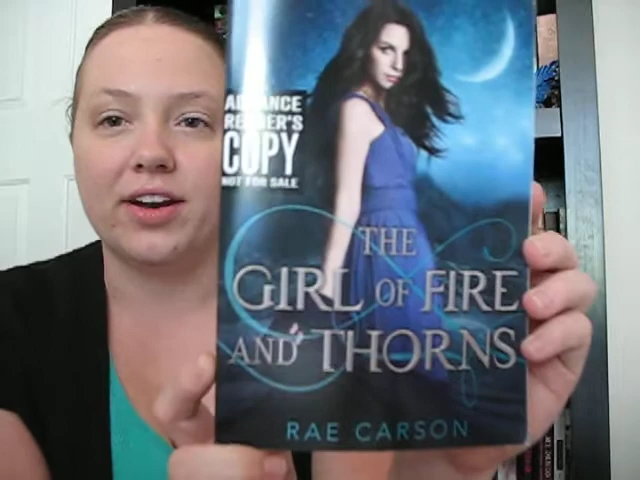 ADVANCE
READER'S
COPY
NOT FOR SALE
THE
GIRL OF FIRE
AND THORNS
RAE CARSON